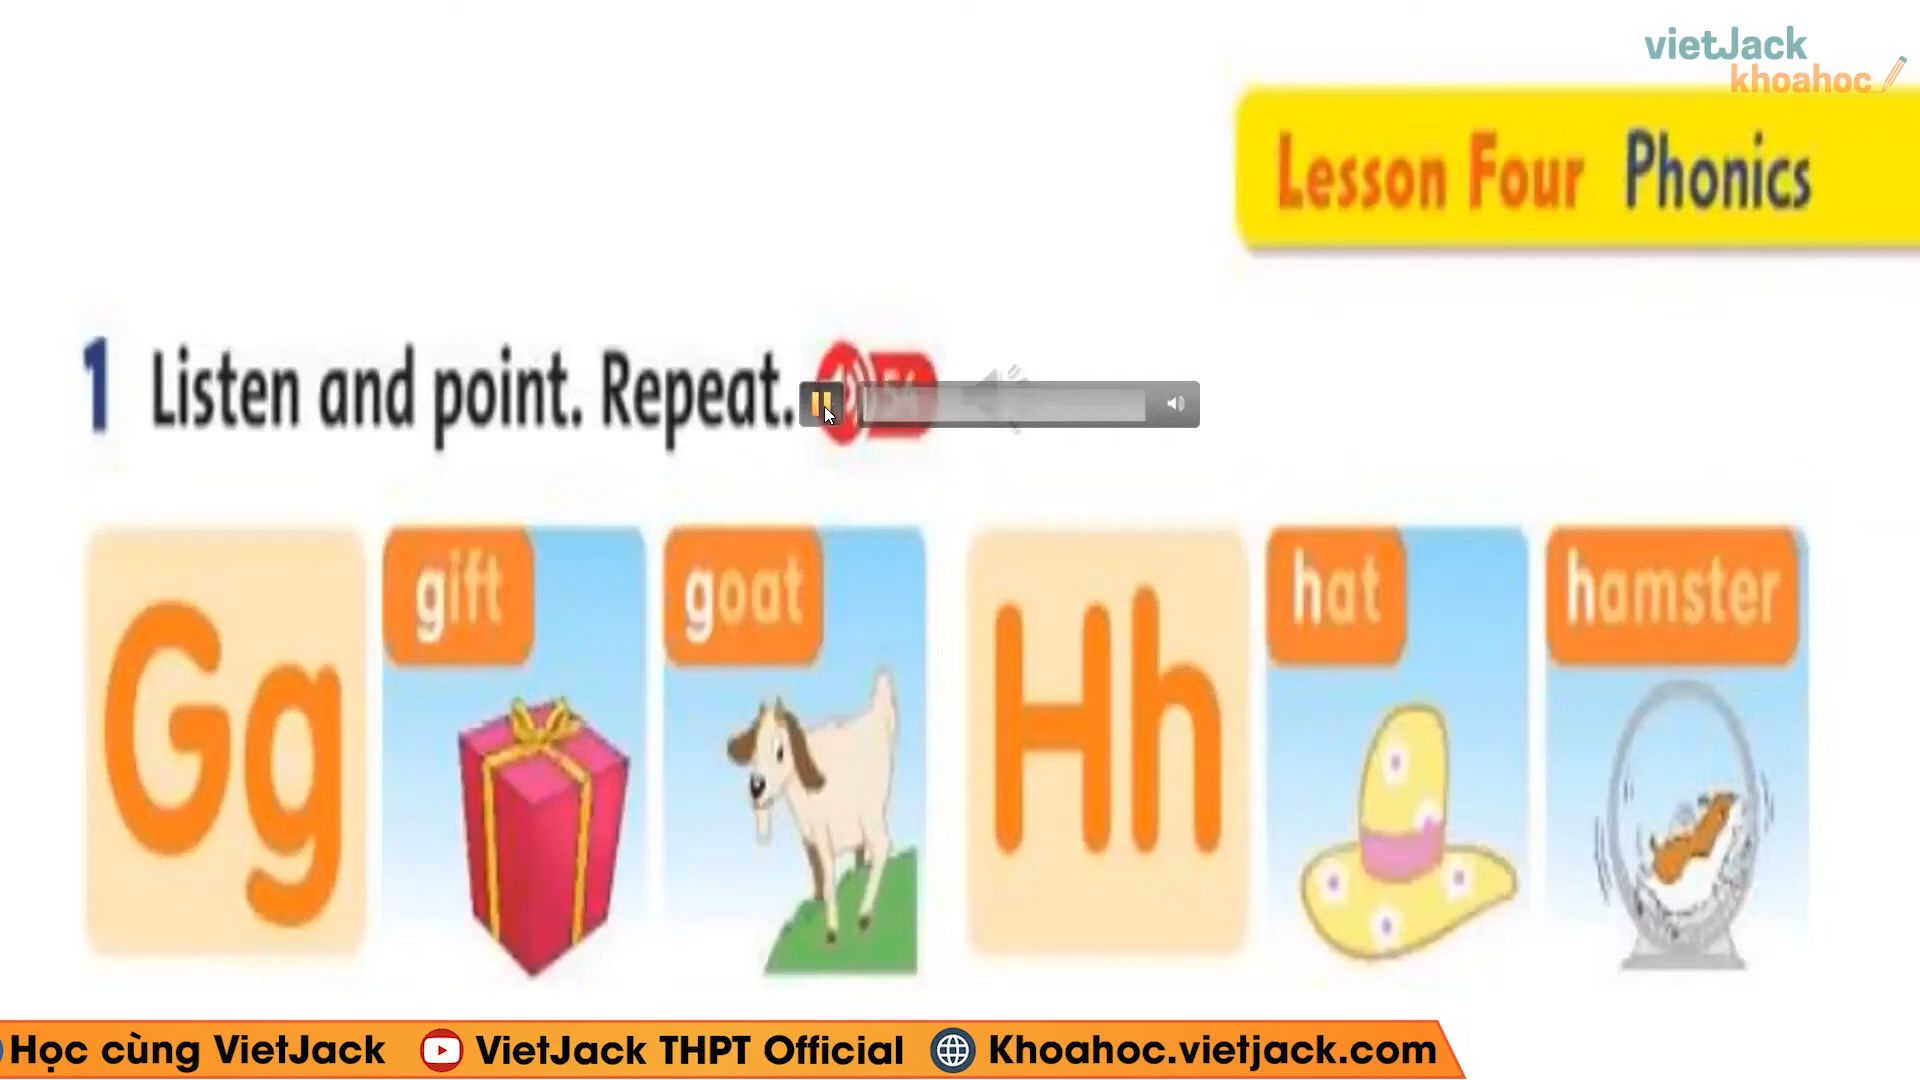 vietJack
khoahoc
Lesson Four Phonics
1 Listen and point. Repeat.
Gg
gift
goat
Hh
hat
hamster
Học cùng VietJack
VietJack THPT Official
Khoahoc.vietjack.com